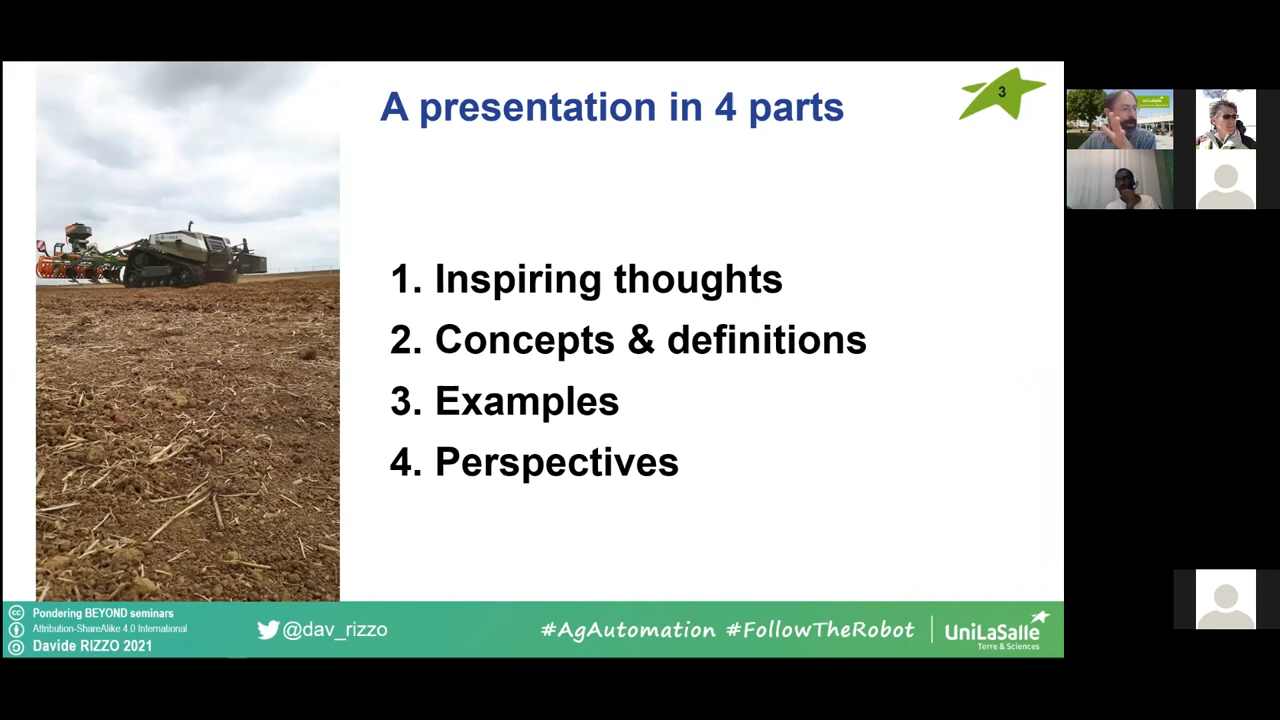 A presentation in 4 parts
3
1. Inspiring thoughts
2. Concepts & definitions
3. Examples
4. Perspectives
Pondering BEYOND seminars
Attribution-ShareAlike 4.0 International
Davide RIZZO 2021
@dav_rizzo
#AgAutomation #FollowTheRobot
UniLaSalle
Terre & Sciences
UniLaSalle